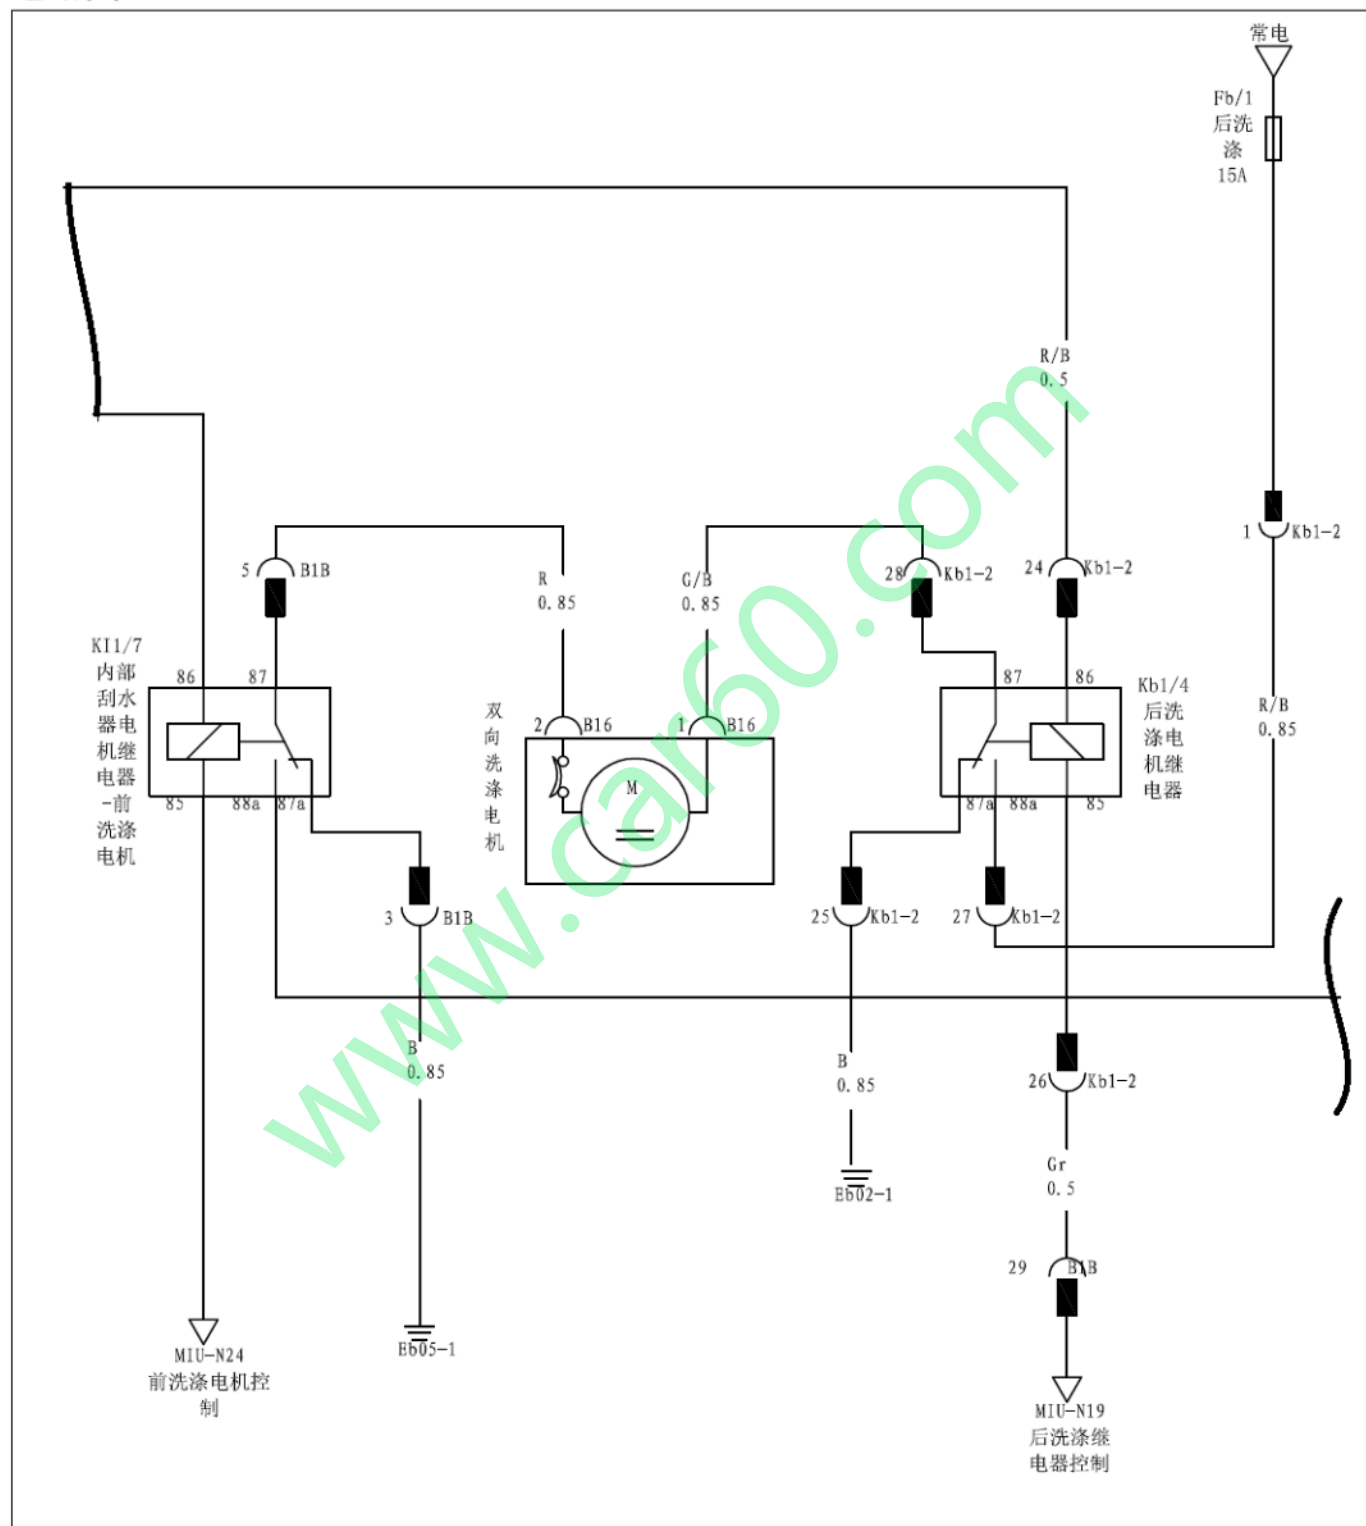 常电
Fb/1
后洗
涤
15A
R/B
0.5
1 Kb1-2
5 B1B
R
0.85
G/B
0.85
28 Kb1-2
24 Kb1-2
KI1/7
内部
刮水
器电
机继
电器
-前
洗涤
电机
86 87
85 88a 87a
双
向
洗
涤
电
机
2 B16
1 B16
M
87 86
87a 88a 85
Kb1/4
后洗
涤电
机继
电器
R/B
0.85
3 B1B
25 Kb1-2
27 Kb1-2
B
0.85
B
0.85
26 Kb1-2
Gr
0.5
Eb02-1
29 B1B
Eb05-1
MIU-N24
前洗涤电机控
制
MIU-N19
后洗涤继
电器控制
www.car60.com